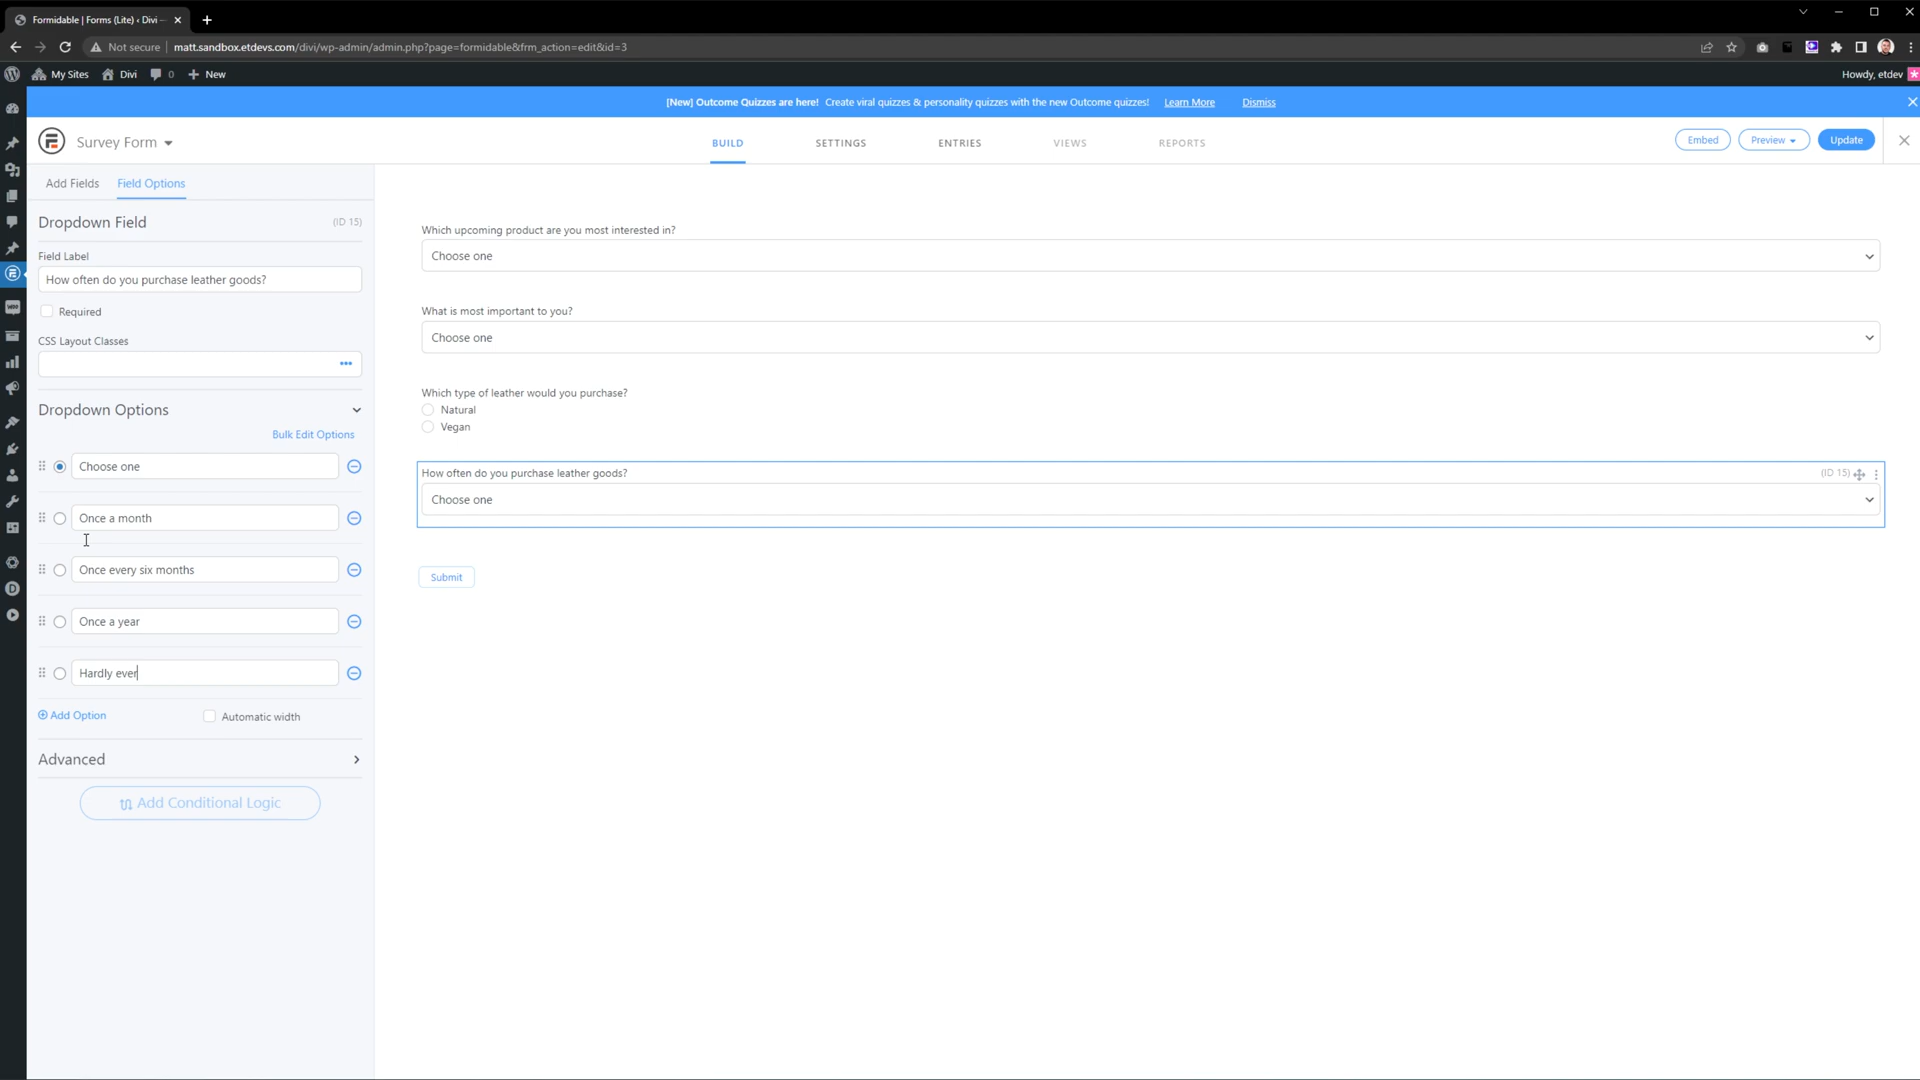 Formidable | Forms (Lite) ‹ Divi —
Not secure | matt.sandbox.etdevs.com/divi/wp-admin/admin.php?page=formidable&frm_action=edit&id=3
My Sites Divi 0 New Howdy, etdev
[New] Outcome Quizzes are here! Create viral quizzes & personality quizzes with the new Outcome quizzes! Learn More Dismiss
Survey Form BUILD SETTINGS ENTRIES VIEWS REPORTS Embed Preview Update
Add Fields Field Options
Dropdown Field (ID 15)
Field Label
How often do you purchase leather goods?
Required
CSS Layout Classes
Dropdown Options
Bulk Edit Options
Choose one
Once a month
Once every six months
Once a year
Hardly ever
Add Option Automatic width
Advanced
Add Conditional Logic
Which upcoming product are you most interested in?
Choose one
What is most important to you?
Choose one
Which type of leather would you purchase?
Natural
Vegan
How often do you purchase leather goods? (ID 15)
Choose one
Submit